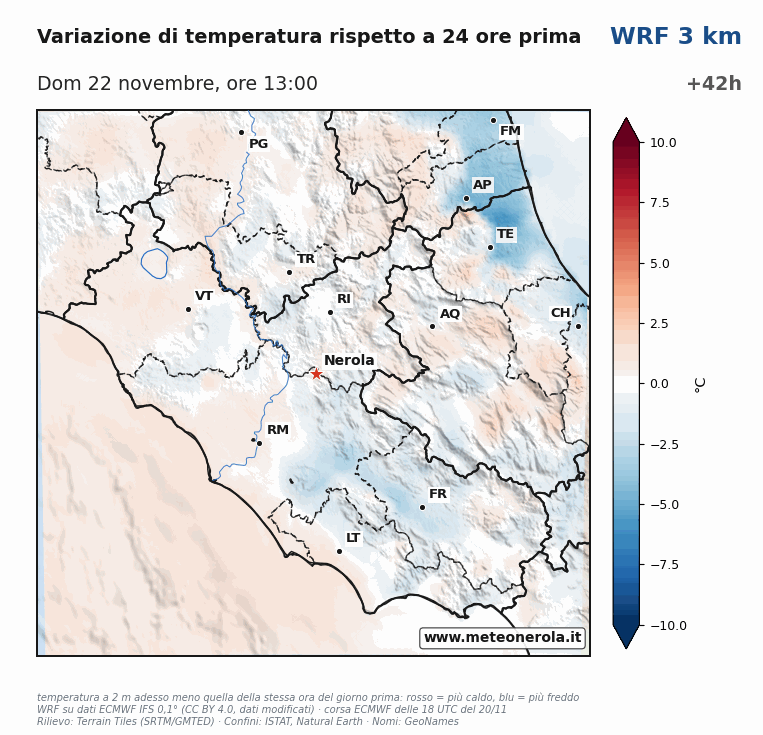 Variazione di temperatura rispetto a 24 ore prima
WRF 3 km
Dom 22 novembre, ore 13:00
+42h
FM
PG
AP
TE
TR
VT
RI
AQ
CH
Nerola
RM
FR
LT
www.meteonerola.it
10.0
7.5
5.0
2.5
0.0
−2.5
−5.0
−7.5
−10.0
°C
temperatura a 2 m adesso meno quella della stessa ora del giorno prima: rosso = più caldo, blu = più freddo
WRF su dati ECMWF IFS 0,1° (CC BY 4.0, dati modificati) · corsa ECMWF delle 18 UTC del 20/11
Rilievo: Terrain Tiles (SRTM/GMTED) · Confini: ISTAT, Natural Earth · Nomi: GeoNames